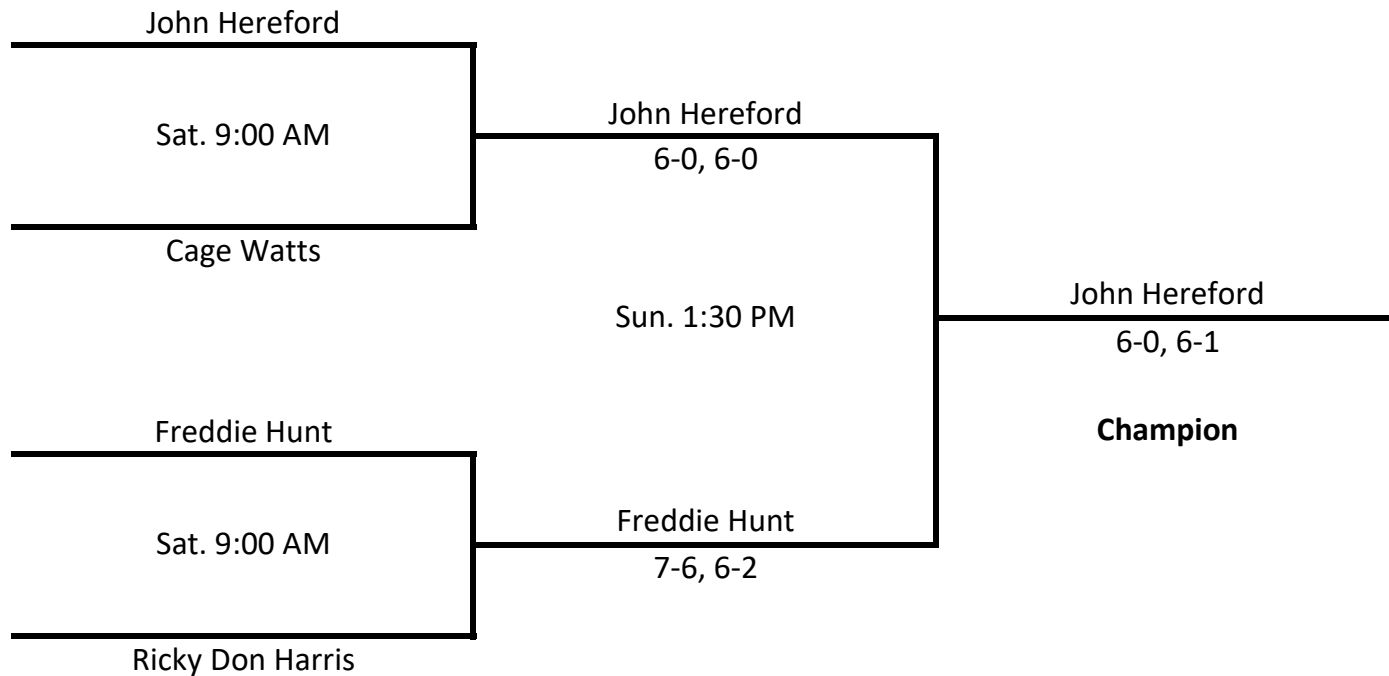 John Hereford
Sat. 9:00 AM
John Hereford
6-0, 6-0
Cage Watts
Sun. 1:30 PM
John Hereford
6-0, 6-1
Champion
Freddie Hunt
Sat. 9:00 AM
Freddie Hunt
7-6, 6-2
Ricky Don Harris